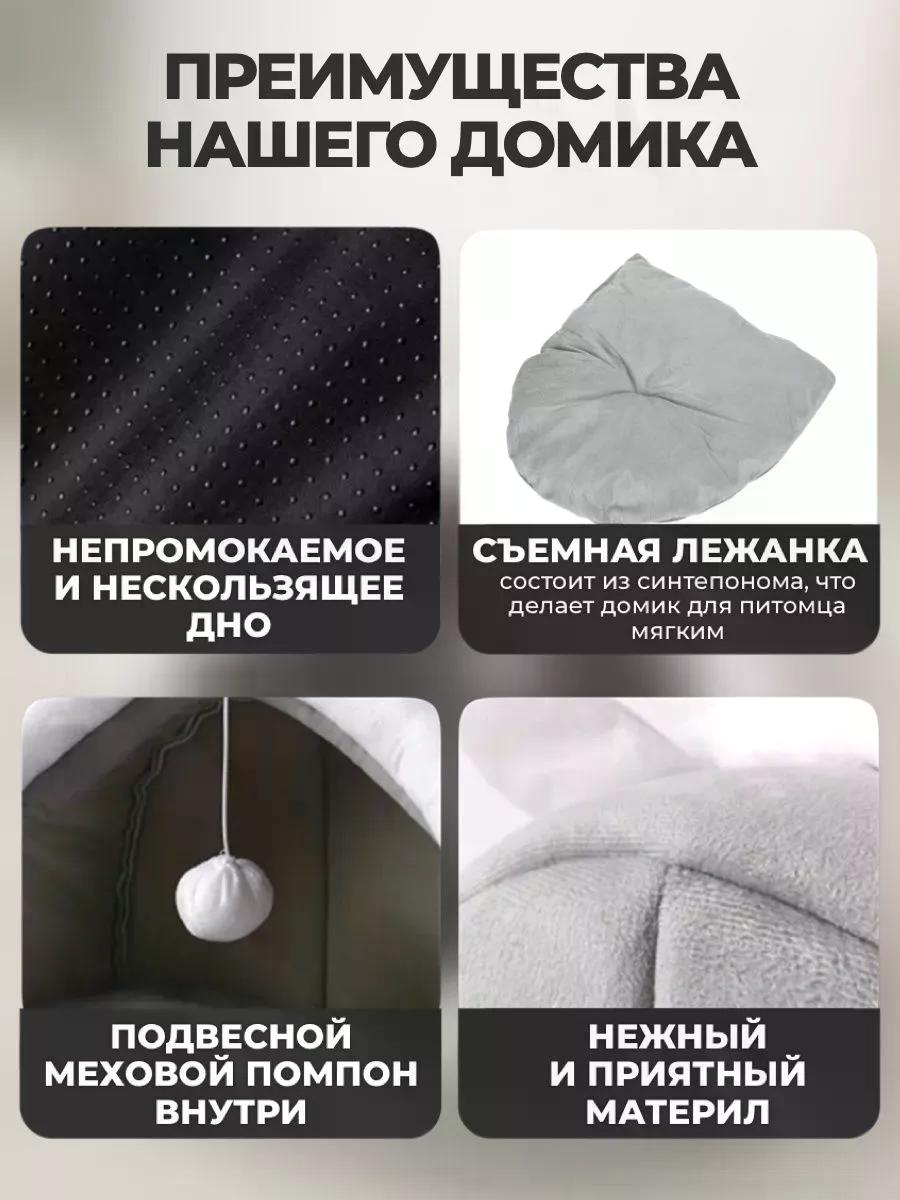 ПРЕИМУЩЕСТВА
НАШЕГО ДОМИКА
НЕПРОМОКАЕМОЕ
И НЕСКОЛЬЗЯЩЕЕ
ДНО
СЪЕМНАЯ ЛЕЖАНКА
состоит из синтепонома, что
делает домик для питомца
мягким
ПОДВЕСНОЙ
МЕХОВОЙ ПОМПОН
ВНУТРИ
НЕЖНЫЙ
И ПРИЯТНЫЙ
МАТЕРИЛ